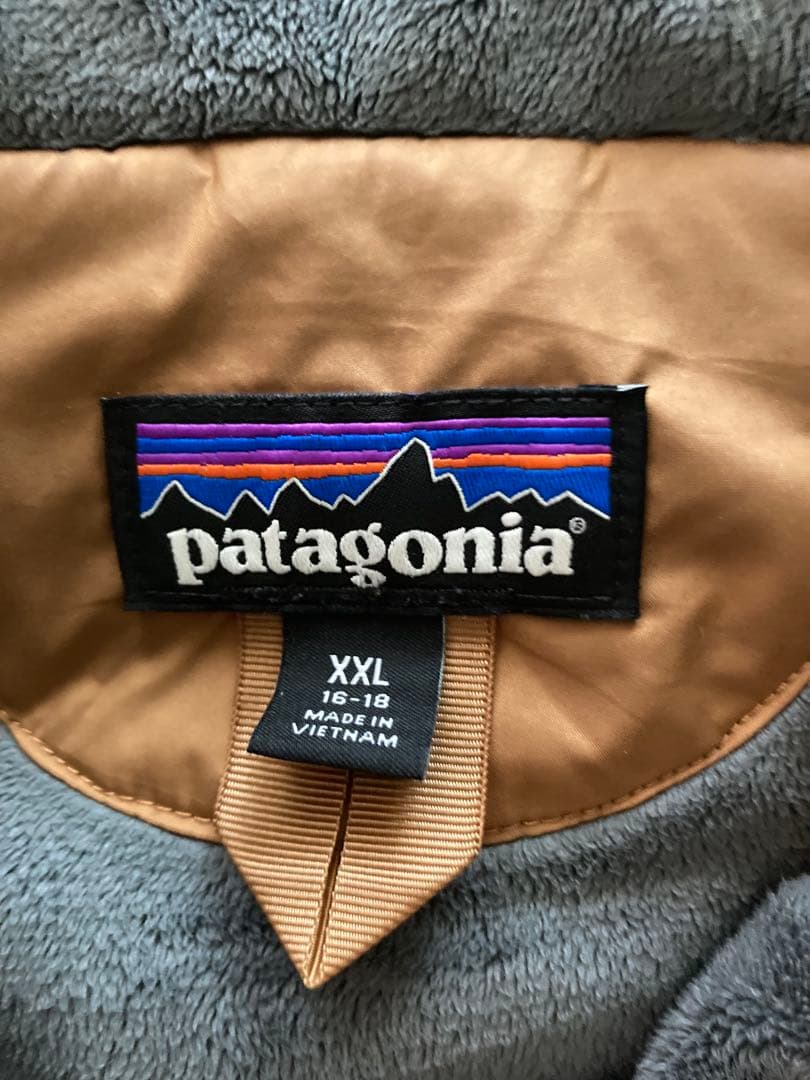 patagonia®
XXL
16-18
MADE IN
VIETNAM